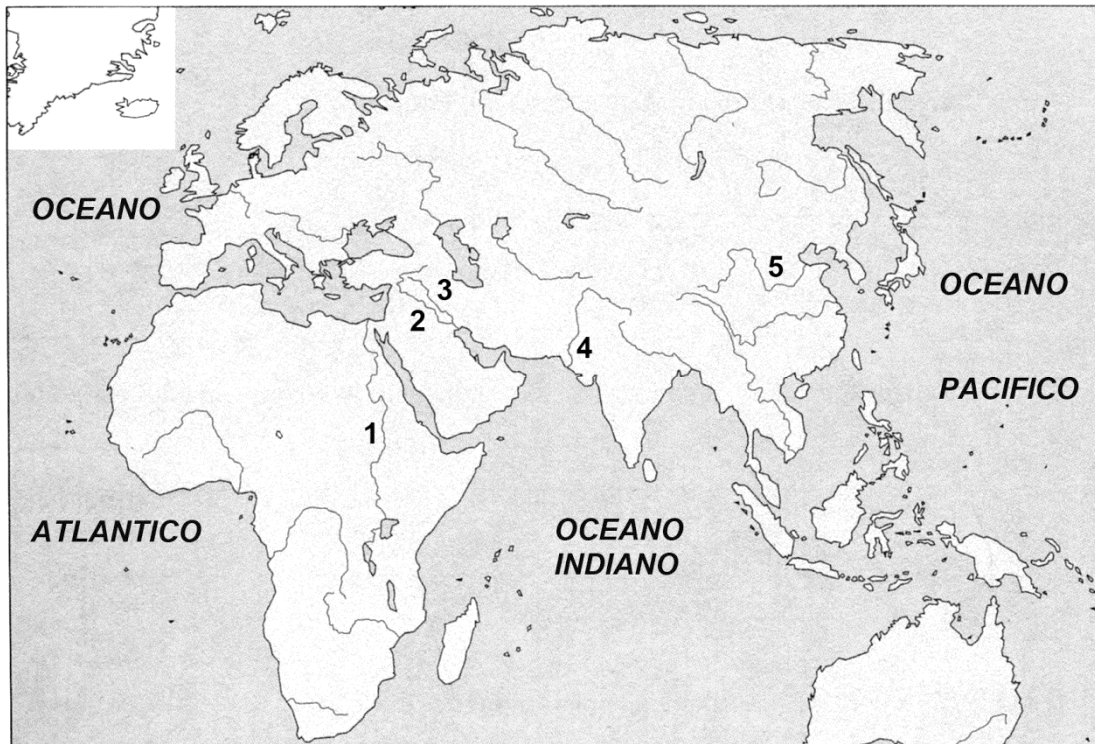 OCEANO
5
OCEANO
3
2
4
PACIFICO
1
ATLANTICO
OCEANO
INDIANO